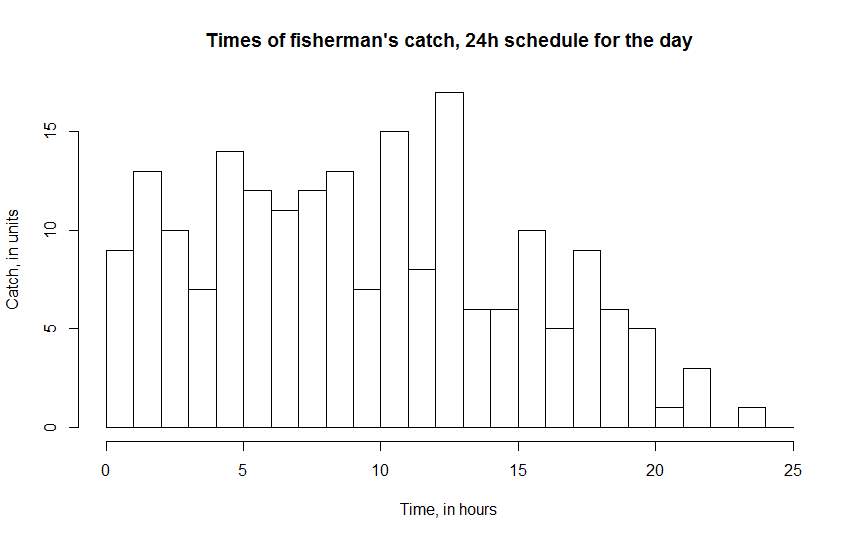 Times of fisherman's catch, 24h schedule for the day
Catch, in units
15
10
5
0
0 5 10 15 20 25
Time, in hours